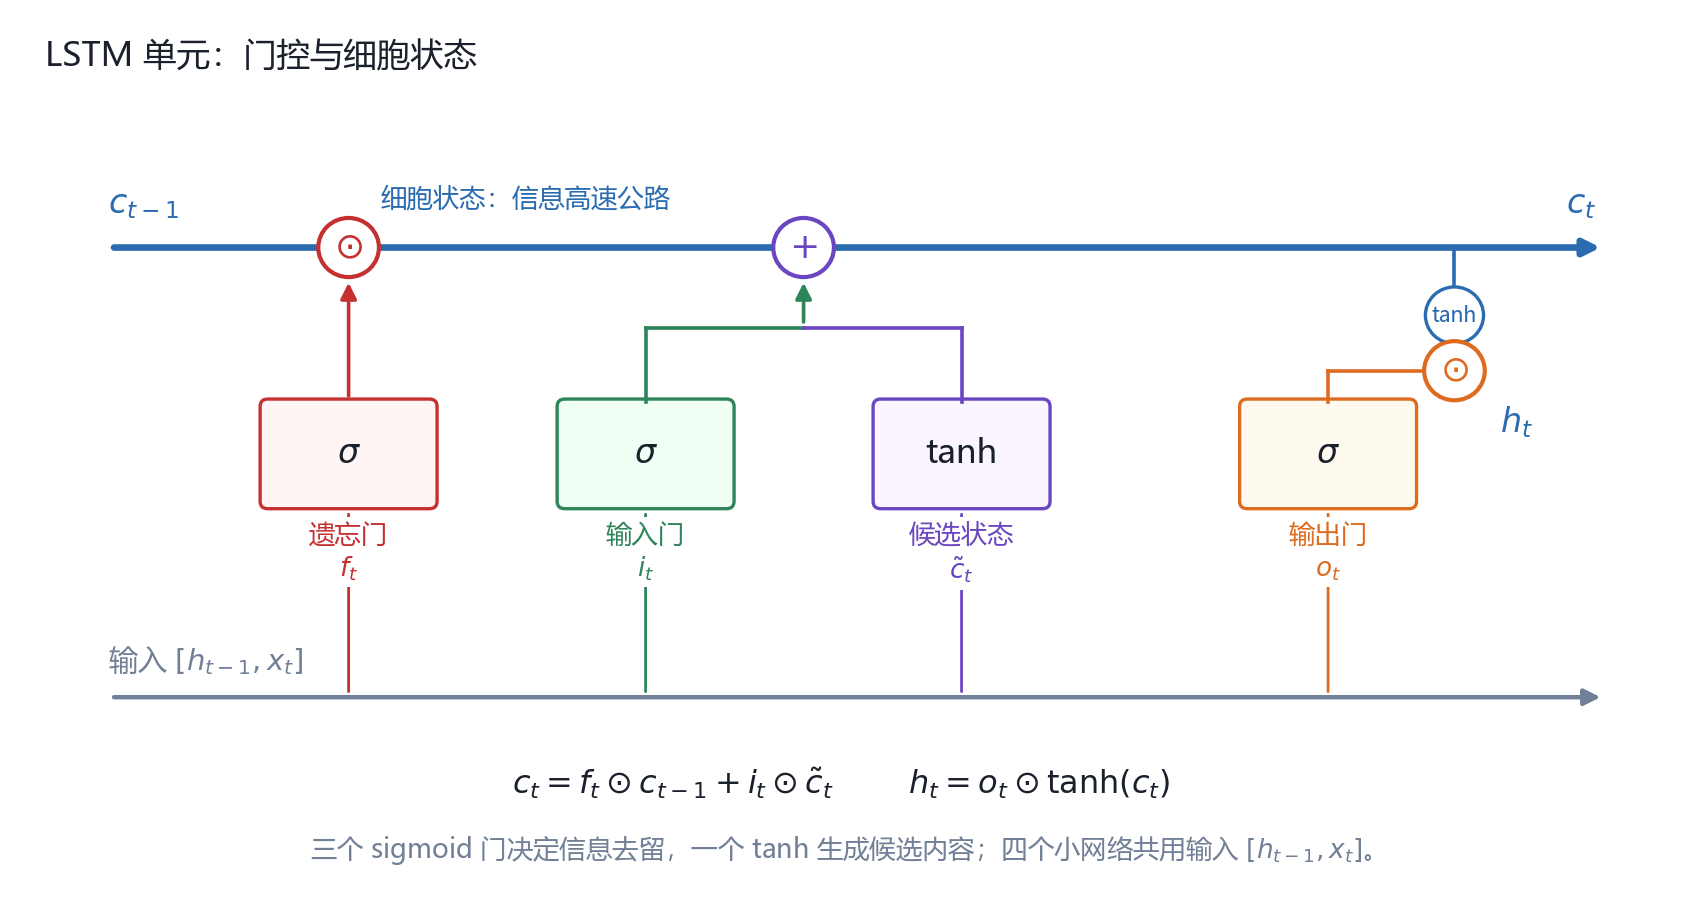 LSTM 单元：门控与细胞状态
细胞状态：信息高速公路
c_{t-1}
c_t
⊙
+
tanh
⊙
h_t
σ
σ
tanh
σ
遗忘门
f_t
输入门
i_t
候选状态
c̃_t
输出门
o_t
输入 [h_{t-1}, x_t]
c_t = f_t ⊙ c_{t-1} + i_t ⊙ c̃_t
h_t = o_t ⊙ tanh(c_t)
三个 sigmoid 门决定信息去留，一个 tanh 生成候选内容；四个小网络共用输入 [h_{t-1}, x_t]。